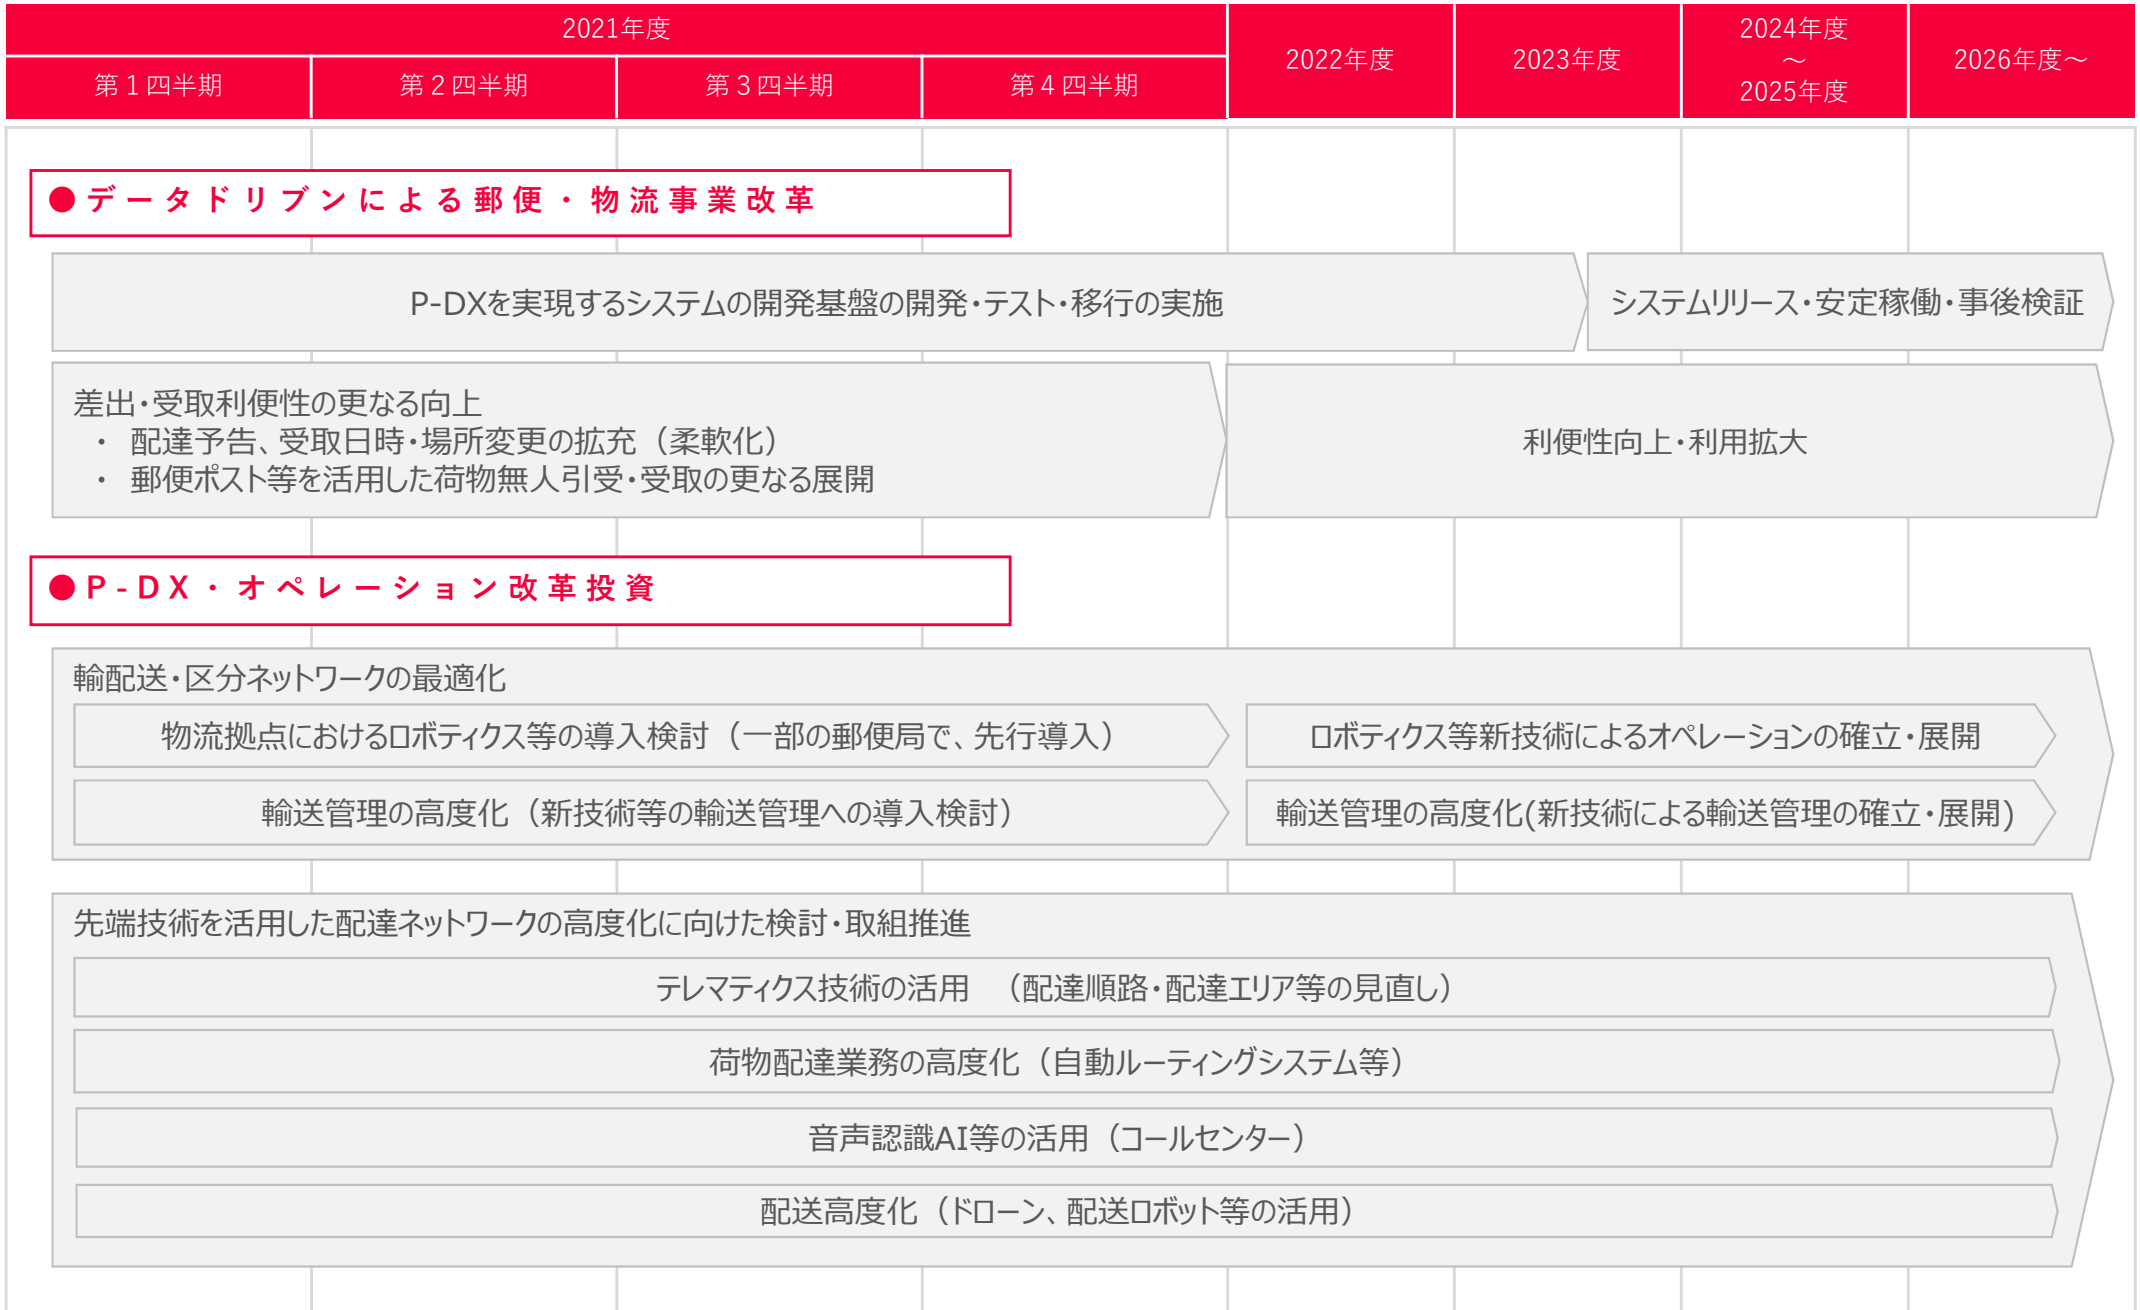 2021年度
第１四半期
第２四半期
第３四半期
第４四半期
2022年度
2023年度
2024年度
～
2025年度
2026年度～
●データドリブンによる郵便・物流事業改革
P-DXを実現するシステムの開発基盤の開発・テスト・移行の実施
システムリリース・安定稼働・事後検証
差出・受取利便性の更なる向上
・ 配達予告、受取日時・場所変更の拡充（柔軟化）
・ 郵便ポスト等を活用した荷物無人引受・受取の更なる展開
利便性向上・利用拡大
●P-DX・オペレーション改革投資
輸配送・区分ネットワークの最適化
物流拠点におけるロボティクス等の導入検討（一部の郵便局で、先行導入）
ロボティクス等新技術によるオペレーションの確立・展開
輸送管理の高度化（新技術等の輸送管理への導入検討）
輸送管理の高度化(新技術による輸送管理の確立・展開)
先端技術を活用した配達ネットワークの高度化に向けた検討・取組推進
テレマティクス技術の活用　（配達順路・配達エリア等の見直し）
荷物配達業務の高度化（自動ルーティングシステム等）
音声認識AI等の活用（コールセンター）
配送高度化（ドローン、配送ロボット等の活用）